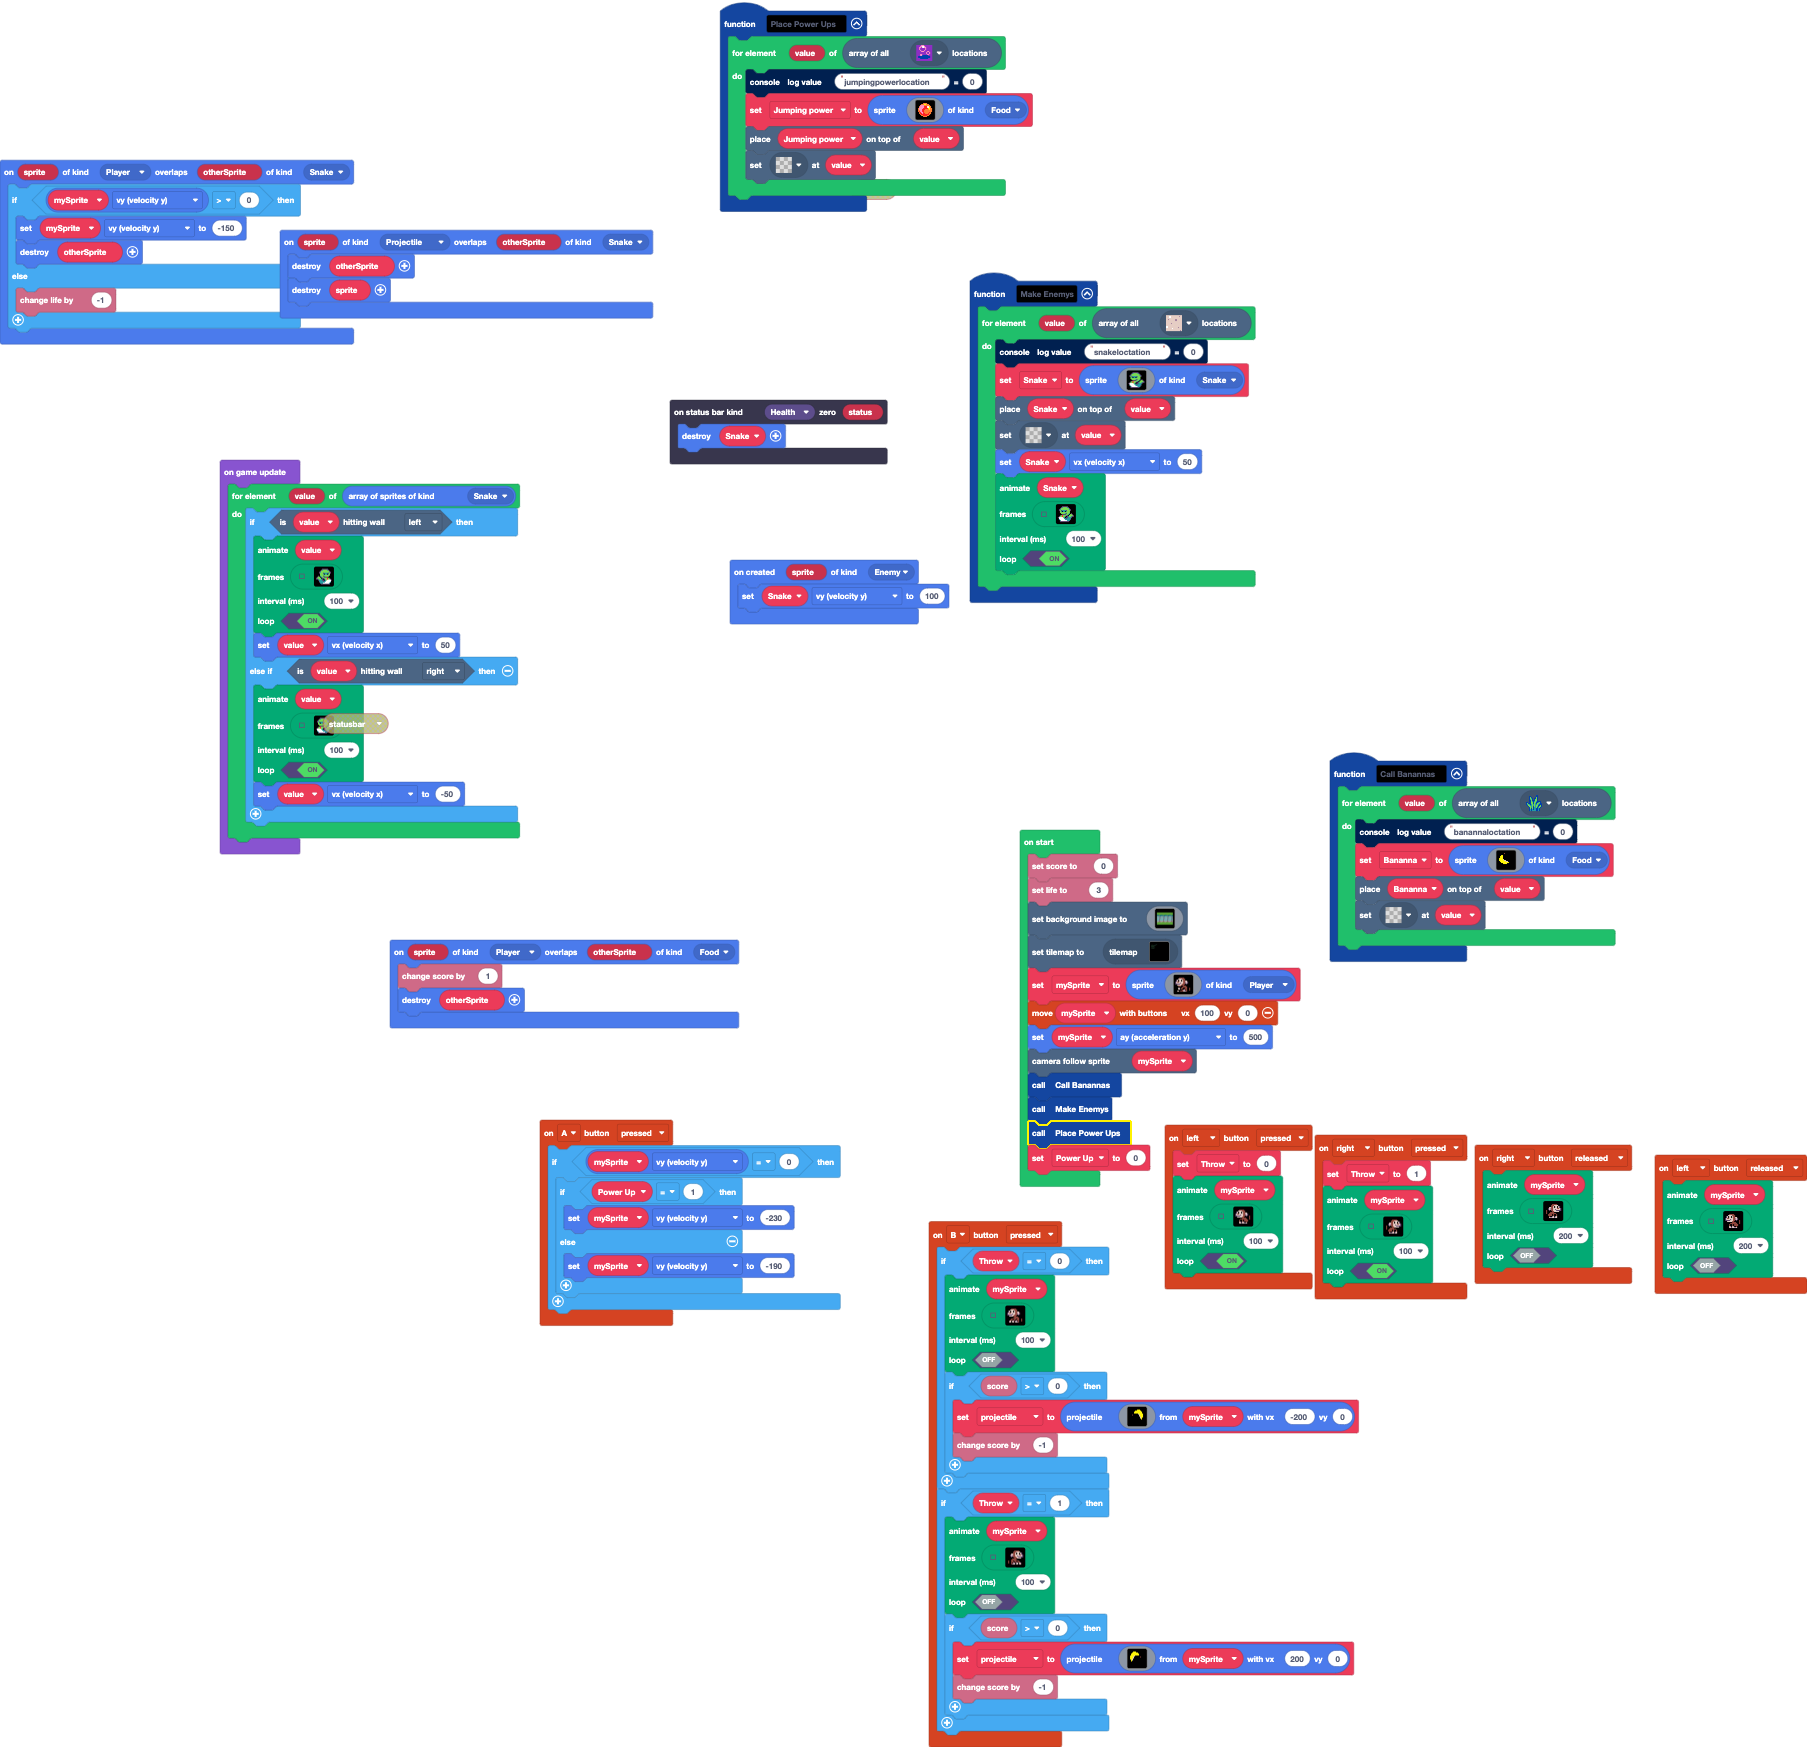 function Place Power Ups
for element value of array of all locations
do
console log value "jumpingpowerlocation" = 0
set Jumping power to sprite of kind Food
place Jumping power on top of value
set at value
on sprite of kind Player overlaps otherSprite of kind Snake
if mySprite vy (velocity y) > 0 then
set mySprite vy (velocity y) to -150
destroy otherSprite
else
change life by -1
on sprite of kind Projectile overlaps otherSprite of kind Snake
destroy otherSprite
destroy sprite
function Make Enemys
for element value of array of all locations
do
console log value "snakeloctation" = 0
set Snake to sprite of kind Snake
place Snake on top of value
set at value
set Snake vx (velocity x) to 50
animate Snake
frames
interval (ms) 100
loop ON
on status bar kind Health zero status
destroy Snake
on game update
for element value of array of sprites of kind Snake
do
if is value hitting wall left then
animate value
frames
interval (ms) 100
loop ON
set value vx (velocity x) to 50
else if is value hitting wall right then
animate value
frames
statusbar
interval (ms) 100
loop ON
set value vx (velocity x) to -50
on created sprite of kind Enemy
set Snake vy (velocity y) to 100
function Call Banannas
for element value of array of all locations
do
console log value "banannaloctation" = 0
set Bananna to sprite of kind Food
place Bananna on top of value
set at value
on start
set score to 0
set life to 3
set background image to
set tilemap to tilemap
set mySprite to sprite of kind Player
move mySprite with buttons vx 100 vy 0
set mySprite ay (acceleration y) to 500
camera follow sprite mySprite
call Call Banannas
call Make Enemys
call Place Power Ups
set Power Up to 0
on sprite of kind Player overlaps otherSprite of kind Food
change score by 1
destroy otherSprite
on A button pressed
if mySprite vy (velocity y) = 0 then
if Power Up = 1 then
set mySprite vy (velocity y) to -230
else
set mySprite vy (velocity y) to -190
on left button pressed
set Throw to 0
animate mySprite
frames
interval (ms) 100
loop ON
on right button pressed
set Throw to 1
animate mySprite
frames
interval (ms) 100
loop ON
on right button released
animate mySprite
frames
interval (ms) 200
loop OFF
on left button released
animate mySprite
frames
interval (ms) 200
loop OFF
on B button pressed
if Throw = 0 then
animate mySprite
frames
interval (ms) 100
loop OFF
if score > 0 then
set projectile to projectile from mySprite with vx -200 vy 0
change score by -1
if Throw = 1 then
animate mySprite
frames
interval (ms) 100
loop OFF
if score > 0 then
set projectile to projectile from mySprite with vx 200 vy 0
change score by -1